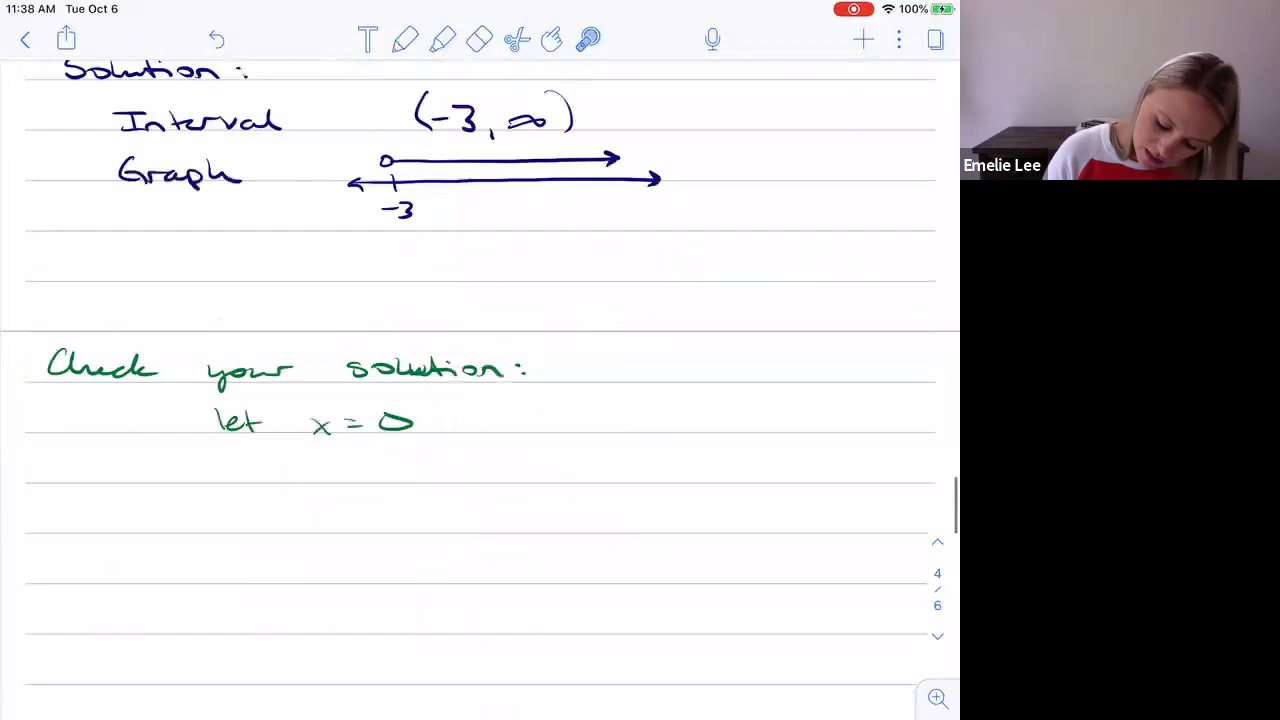 11:38 AM Tue Oct 6
100%
T
Solution:
Interval (-3, ∞)
Graph
-3
Check your solution:
let x = 0
4
/
6
Emelie Lee